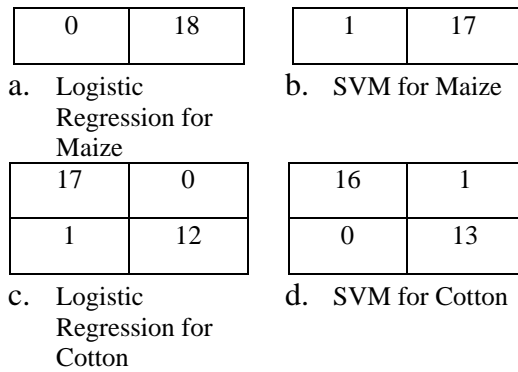 0 18
1 17
a. Logistic
Regression for
Maize
b. SVM for Maize
17 0
1 12
16 1
0 13
c. Logistic
Regression for
Cotton
d. SVM for Cotton